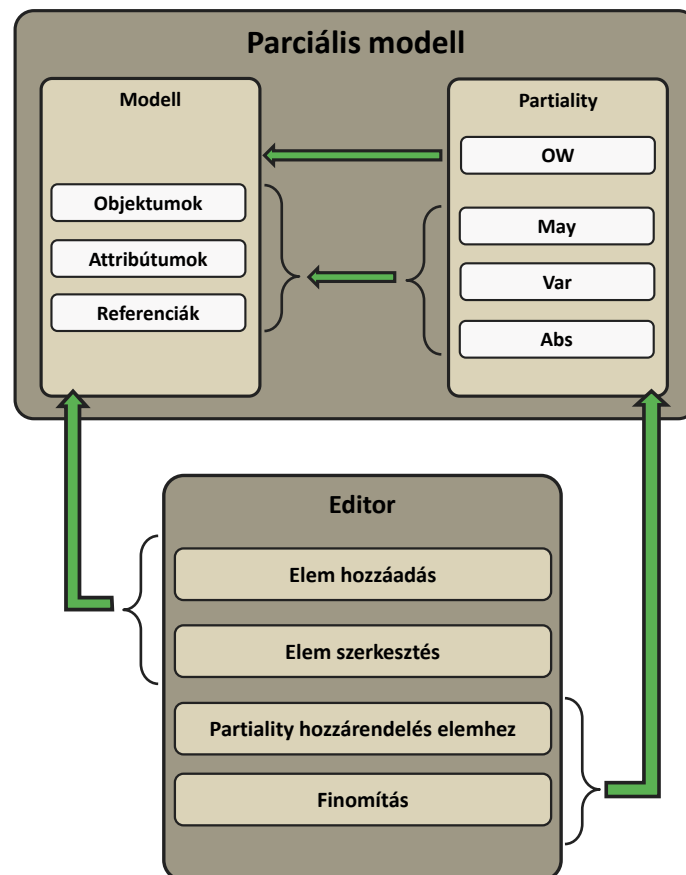 Parciális modell
Modell
Objektumok
Attribútumok
Referenciák
Partiality
OW
May
Var
Abs
Editor
Elem hozzáadás
Elem szerkesztés
Partiality hozzárendelés elemhez
Finomítás